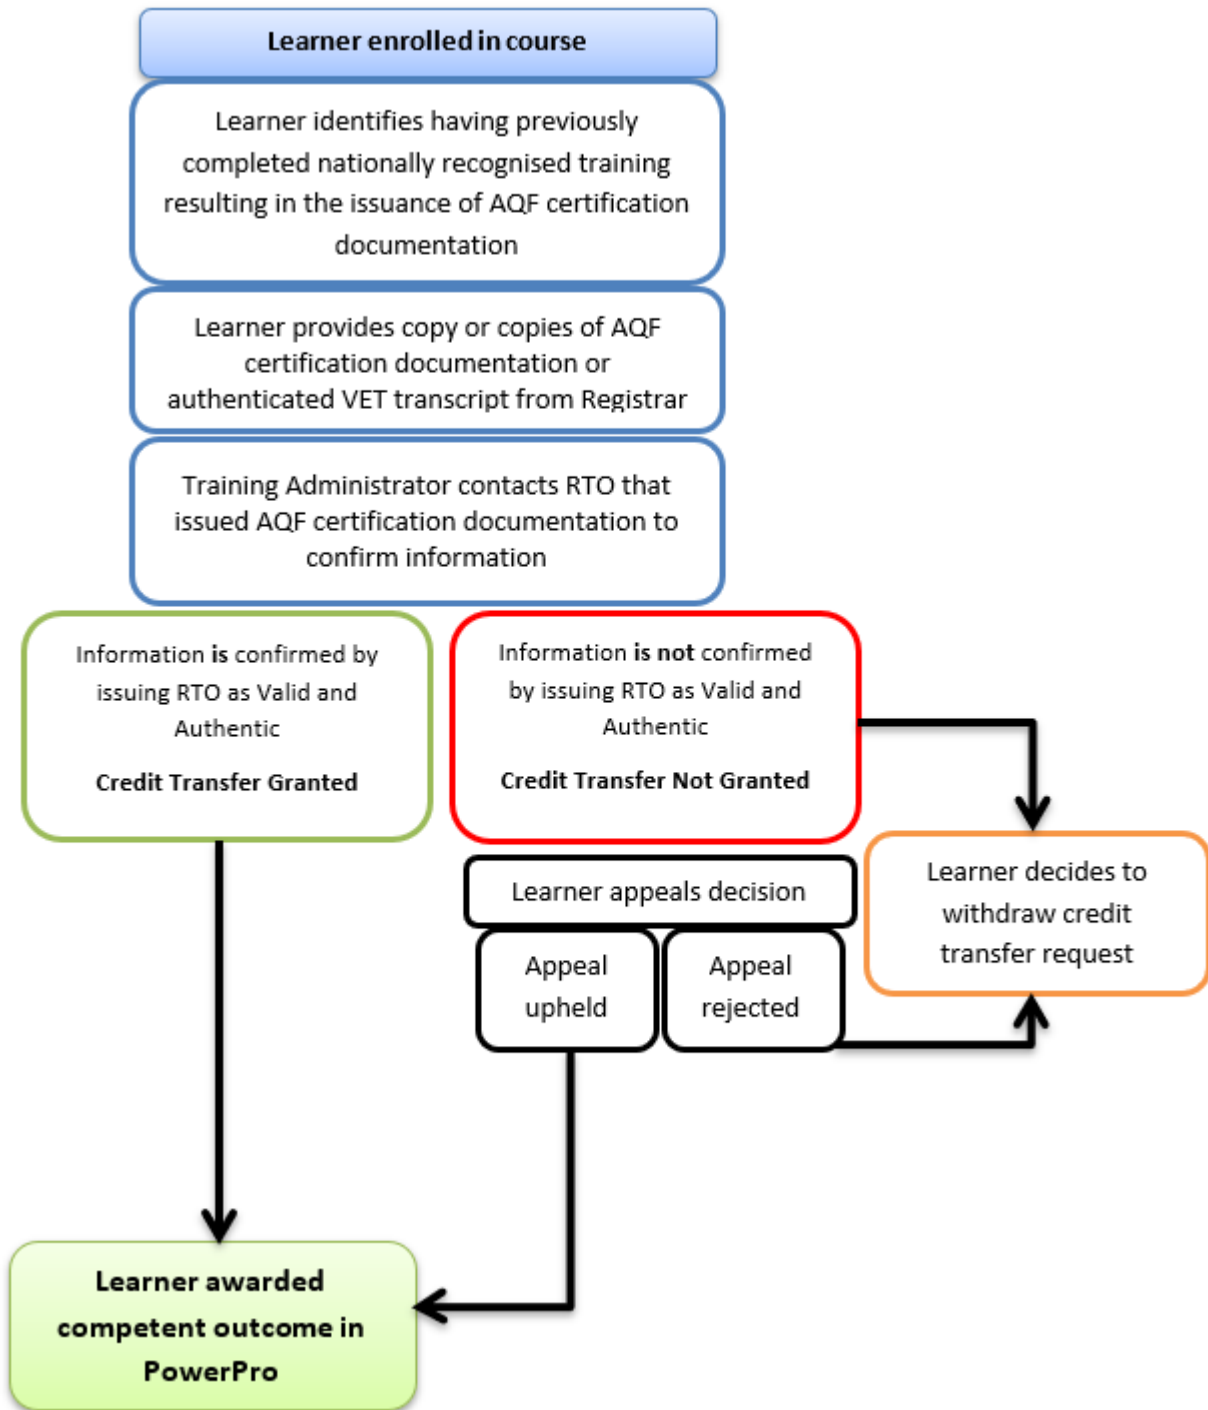 Learner enrolled in course
Learner identifies having previously
completed nationally recognised training
resulting in the issuance of AQF certification
documentation
Learner provides copy or copies of AQF
certification documentation or
authenticated VET transcript from Registrar
Training Administrator contacts RTO that
issued AQF certification documentation to
confirm information
Information is confirmed by
issuing RTO as Valid and
Authentic
Credit Transfer Granted
Information is not confirmed
by issuing RTO as Valid and
Authentic
Credit Transfer Not Granted
Learner appeals decision
Appeal
upheld
Appeal
rejected
Learner decides to
withdraw credit
transfer request
Learner awarded
competent outcome in
PowerPro